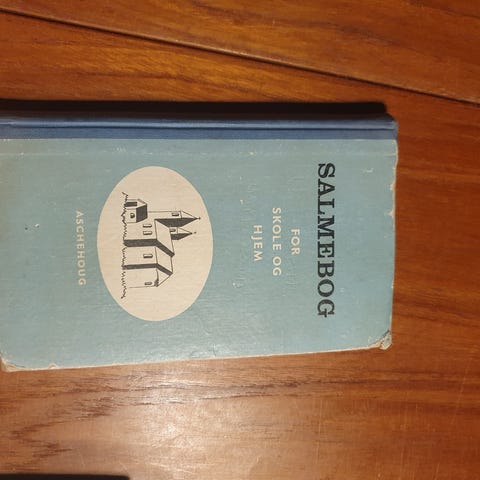 SALMEBOG
FOR
SKOLE OG
HJEM
ASCHEHOUG